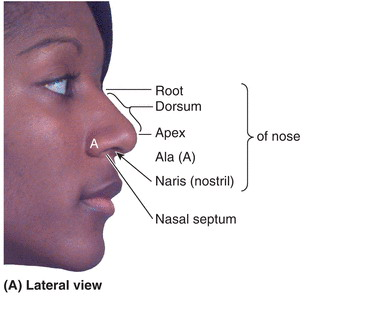 Root
Dorsum
Apex
of nose
A
Ala (A)
Naris (nostril)
Nasal septum
(A) Lateral view